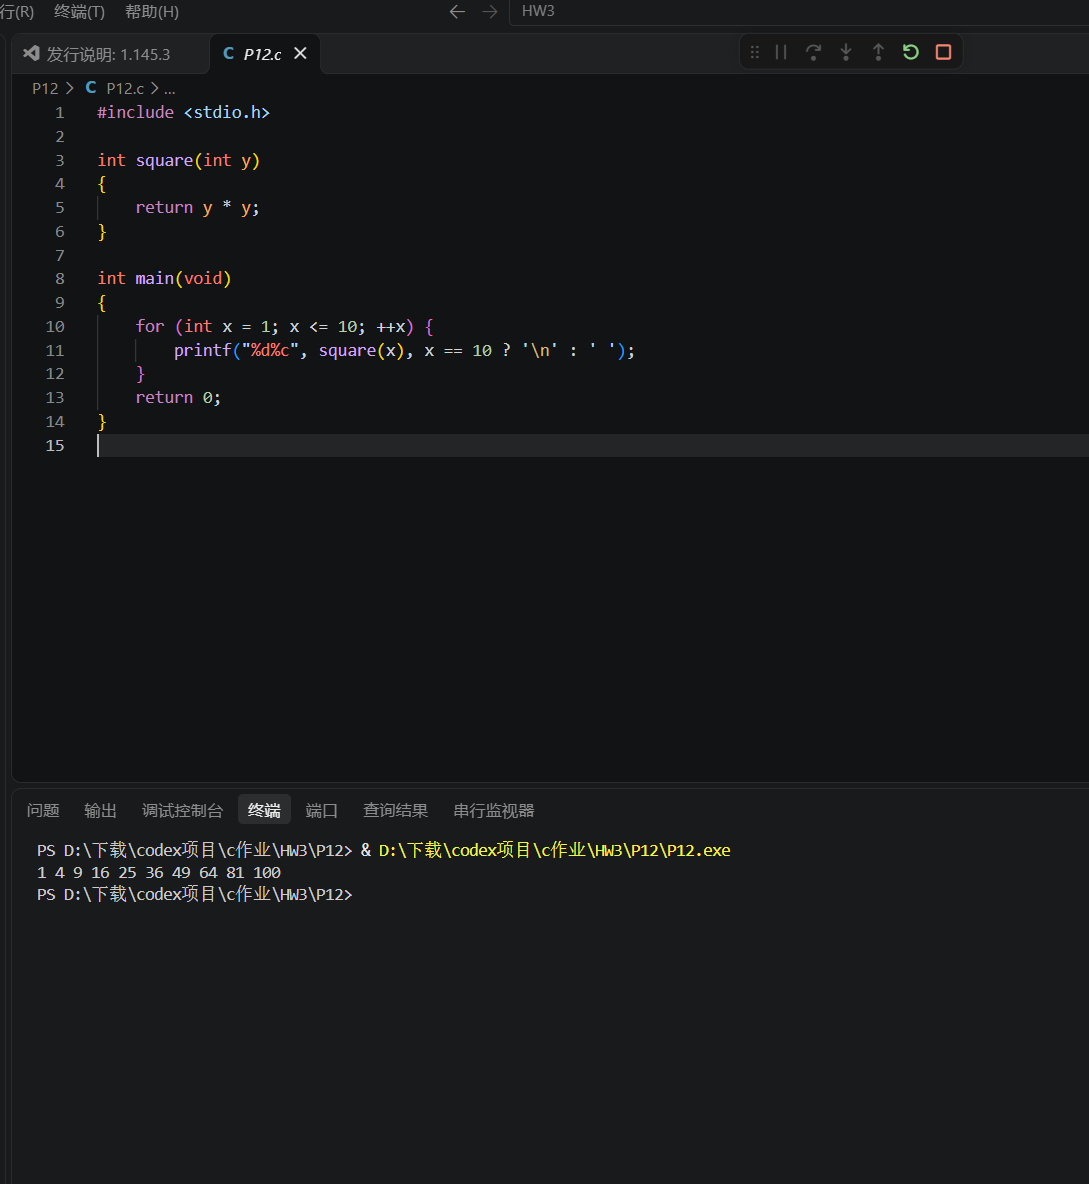 行(R) 终端(T) 帮助(H) HW3
发行说明: 1.145.3 C P12.c
P12 > C P12.c > ...
1 #include <stdio.h>
2
3 int square(int y)
4 {
5     return y * y;
6 }
7
8 int main(void)
9 {
10     for (int x = 1; x <= 10; ++x) {
11         printf("%d%c", square(x), x == 10 ? '\n' : ' ');
12     }
13     return 0;
14 }
15
问题 输出 调试控制台 终端 端口 查询结果 串行监视器
PS D:\下载\codex项目\c作业\HW3\P12> & D:\下载\codex项目\c作业\HW3\P12\P12.exe
1 4 9 16 25 36 49 64 81 100
PS D:\下载\codex项目\c作业\HW3\P12>